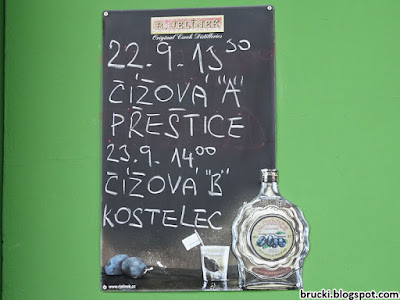 R. JELÍNEK
Original Czech Distilleries
22.9. 15³⁰
ČÍŽOVÁ "A"
PŘEŠTICE
23.9. 14⁰⁰
ČÍŽOVÁ "B"
KOSTELEC
www.rjelinek.cz
brucki.blogspot.com